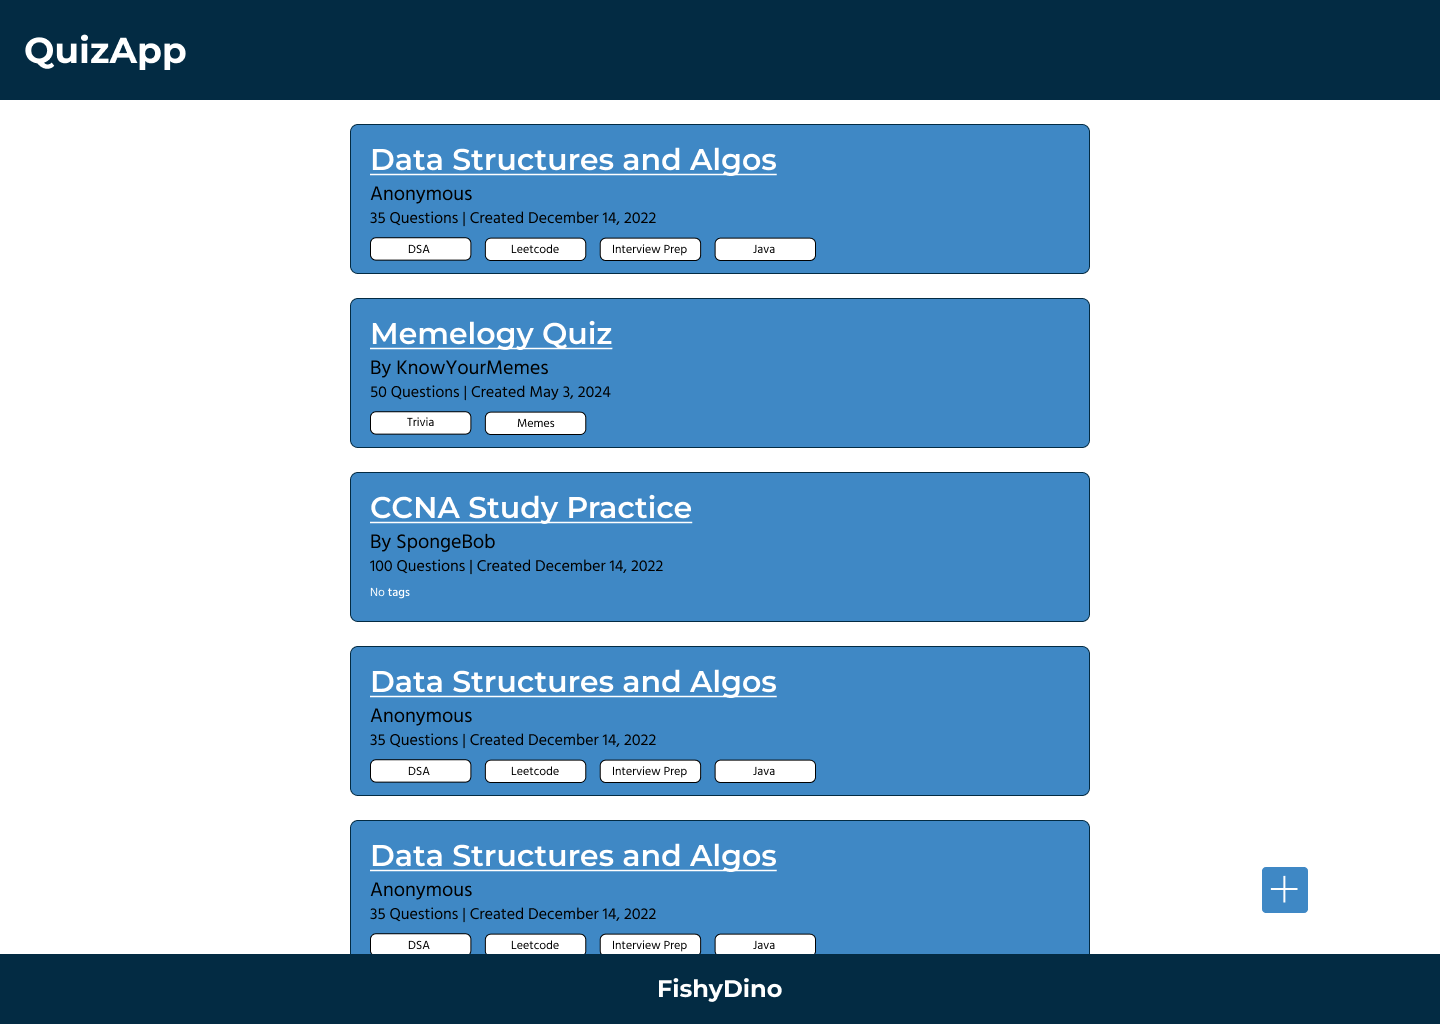 QuizApp
Data Structures and Algos
Anonymous
35 Questions | Created December 14, 2022
DSA Leetcode Interview Prep Java
Memelogy Quiz
By KnowYourMemes
50 Questions | Created May 3, 2024
Trivia Memes
CCNA Study Practice
By SpongeBob
100 Questions | Created December 14, 2022
No tags
Data Structures and Algos
Anonymous
35 Questions | Created December 14, 2022
DSA Leetcode Interview Prep Java
Data Structures and Algos
Anonymous
35 Questions | Created December 14, 2022
DSA Leetcode Interview Prep Java
FishyDino